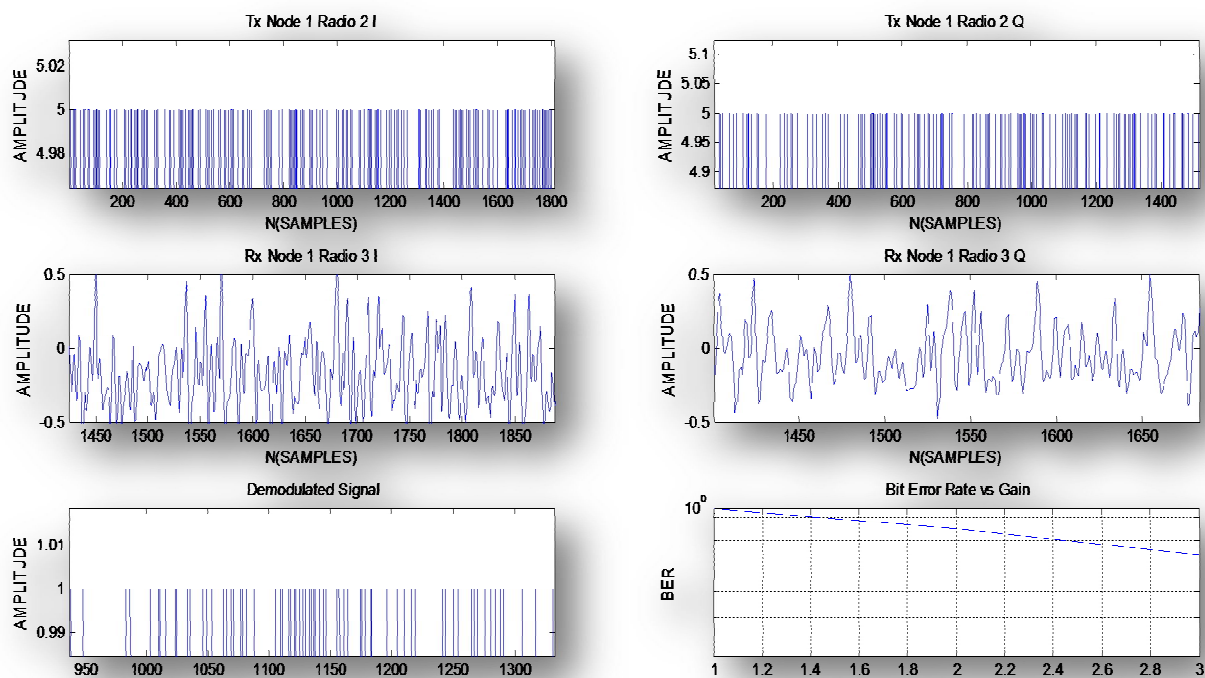 Tx Node 1 Radio 2 I
Tx Node 1 Radio 2 Q
5.02
5
4.98
AMPLITUDE
200 400 600 800 1000 1200 1400 1600 1800
N(SAMPLES)
5.1
5.05
5
4.95
4.9
AMPLITUDE
200 400 600 800 1000 1200 1400
N(SAMPLES)
Rx Node 1 Radio 3 I
Rx Node 1 Radio 3 Q
0.5
0
-0.5
AMPLITUDE
1450 1500 1550 1600 1650 1700 1750 1800 1850
N(SAMPLES)
0.5
0
-0.5
AMPLITUDE
1450 1500 1550 1600 1650
N(SAMPLES)
Demodulated Signal
Bit Error Rate vs Gain
1.01
1
0.99
AMPLITUDE
950 1000 1050 1100 1150 1200 1250 1300
10^0
BER
1 1.2 1.4 1.6 1.8 2 2.2 2.4 2.6 2.8 3